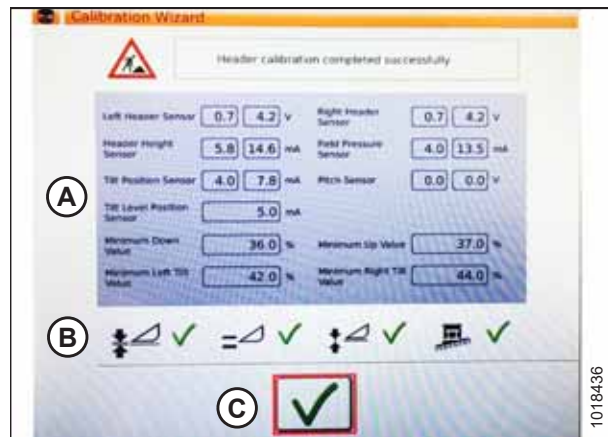 Calibration Wizard
Header calibration completed successfully
Left Header Sensor 0.7 4.2 V Right Header Sensor 0.7 4.2 V
Header Height Sensor 5.8 14.6 mA Field Pressure Sensor 4.0 13.5 mA
Tilt Position Sensor 4.0 7.8 mA Pitch Sensor 0.0 0.0 V
Tilt Level Position Sensor 5.0 mA
Minimum Down Value 36.0 % Minimum Up Value 37.0 %
Minimum Left Tilt Value 42.0 % Minimum Right Tilt Value 44.0 %
A
B
C
1018436